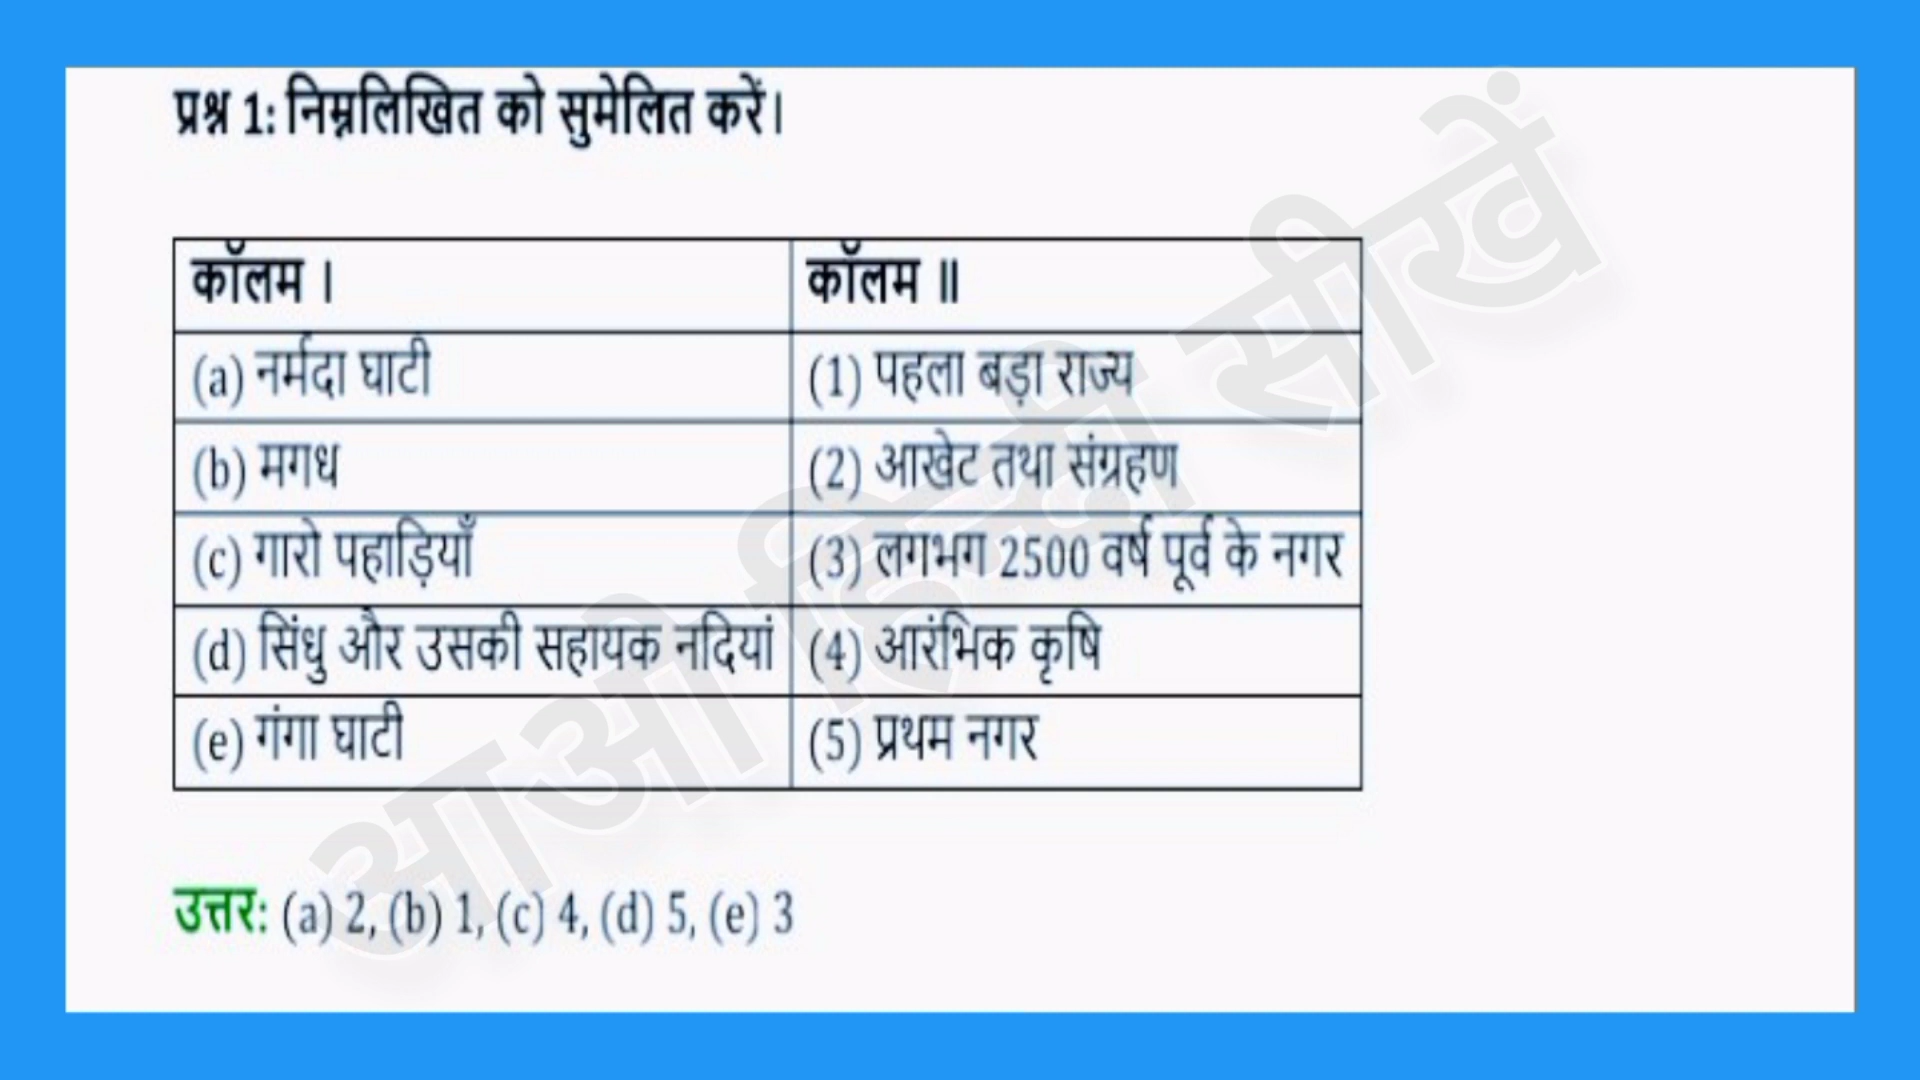 प्रश्न 1: निम्नलिखित को सुमेलित करें।
कॉलम । कॉलम ॥
(a) नर्मदा घाटी (1) पहला बड़ा राज्य
(b) मगध (2) आखेट तथा संग्रहण
(c) गारो पहाड़ियाँ (3) लगभग 2500 वर्ष पूर्व के नगर
(d) सिंधु और उसकी सहायक नदियां (4) आरंभिक कृषि
(e) गंगा घाटी (5) प्रथम नगर
उत्तर: (a) 2, (b) 1, (c) 4, (d) 5, (e) 3
आओ हिन्दी सीखें